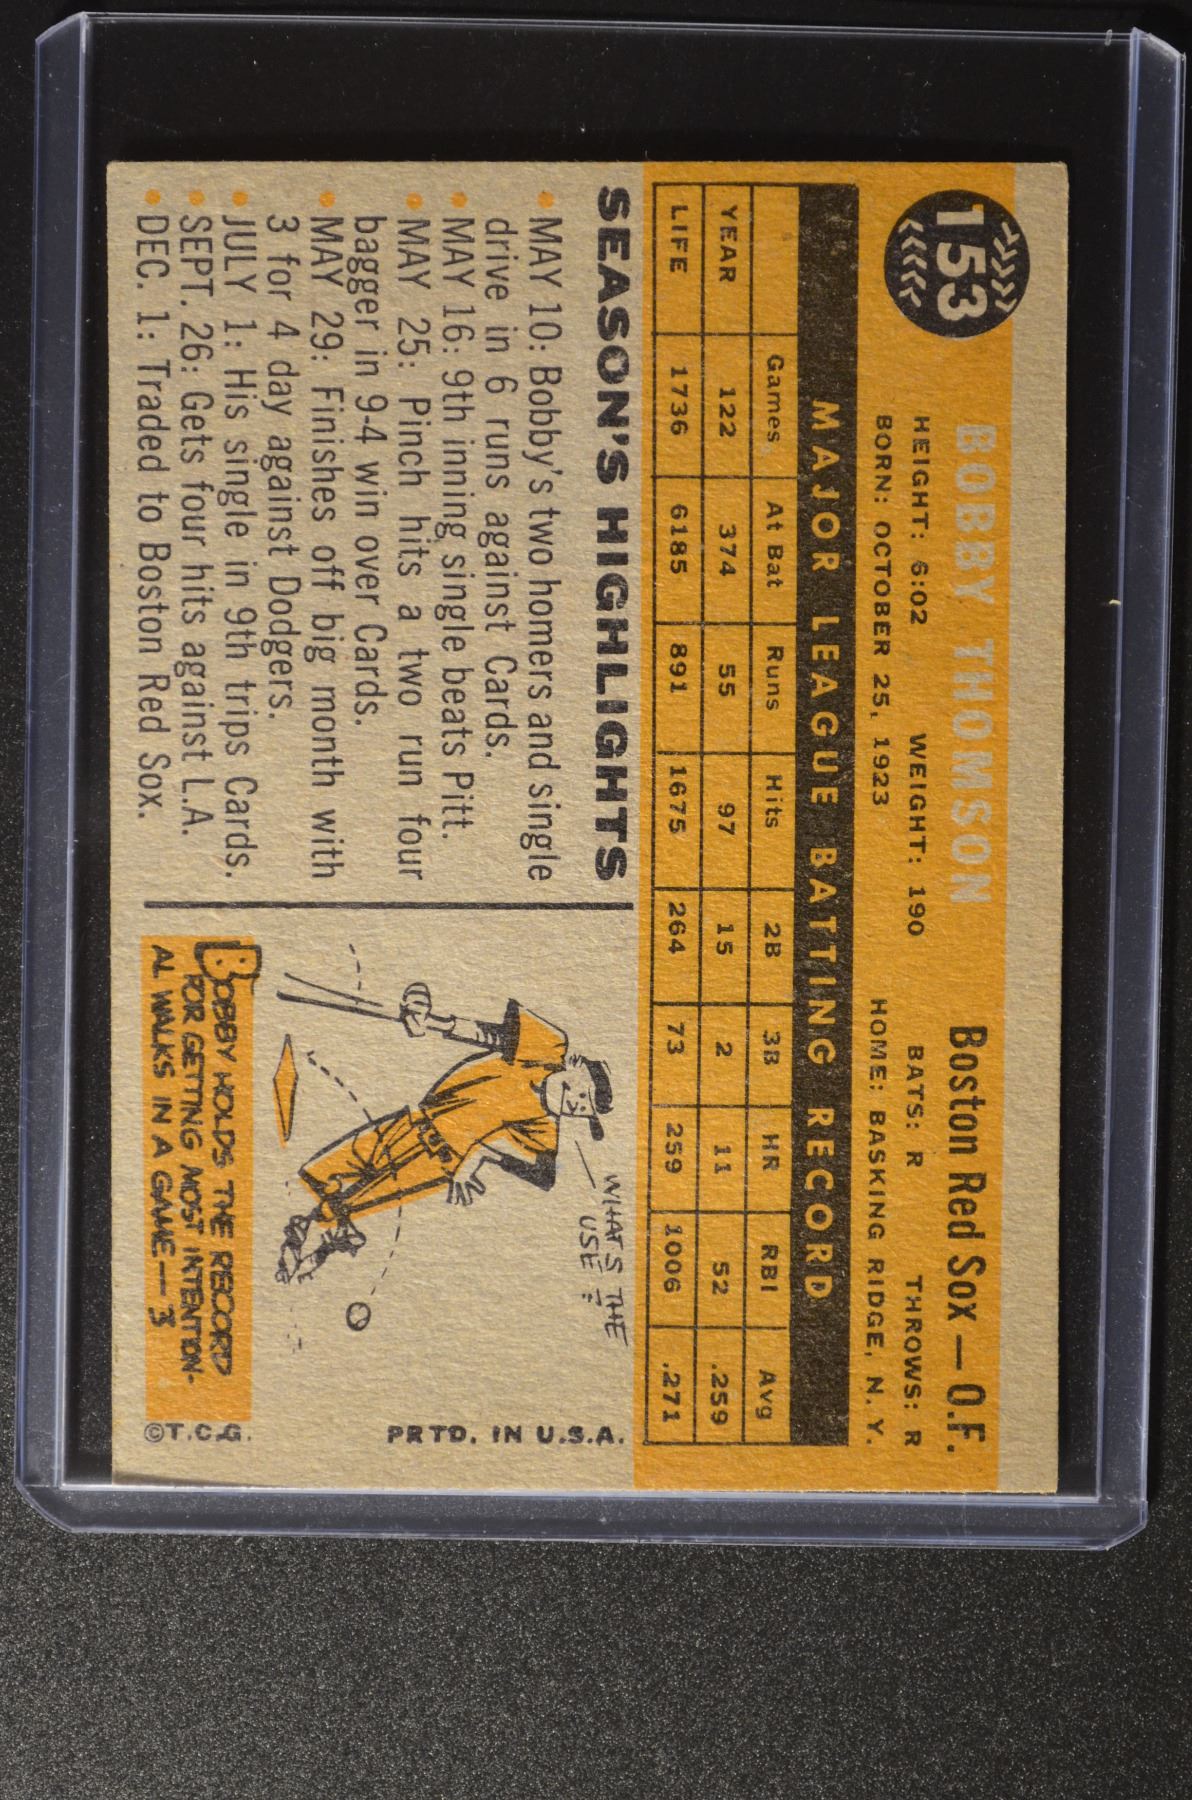 153
BOBBY THOMSON Boston Red Sox — O.F.
HEIGHT: 6:02 WEIGHT: 190 BATS: R THROWS: R
BORN: OCTOBER 25, 1923 HOME: BASKING RIDGE, N. Y.
MAJOR LEAGUE BATTING RECORD
Games At Bat Runs Hits 2B 3B HR RBI Avg
YEAR 122 374 55 97 15 2 11 52 .259
LIFE 1736 6185 891 1675 264 73 259 1006 .271
SEASON'S HIGHLIGHTS
• MAY 10: Bobby's two homers and single
drive in 6 runs against Cards.
• MAY 16: 9th inning single beats Pitt.
• MAY 25: Pinch hits a two run four
bagger in 9-4 win over Cards.
• MAY 29: Finishes off big month with
3 for 4 day against Dodgers.
• JULY 1: His single in 9th trips Cards.
• SEPT. 26: Gets four hits against L.A.
• DEC. 1: Traded to Boston Red Sox.
WHAT'S THE
USE!
BOBBY HOLDS THE RECORD
FOR GETTING MOST INTENTION-
AL WALKS IN A GAME — 3
PRTD. IN U.S.A.
©T.C.G.